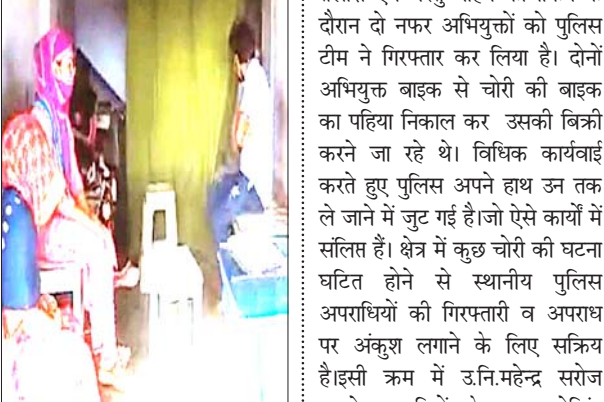 दौरान दो नफर अभियुक्तों को पुलिस
टीम ने गिरफ्तार कर लिया है। दोनों
अभियुक्त बाइक से चोरी की बाइक
का पहिया निकाल कर उसकी बिक्री
करने जा रहे थे। विधिक कार्यवाई
करते हुए पुलिस अपने हाथ उन तक
ले जाने में जुट गई है।जो ऐसे कार्यों में
संलिप्त हैं। क्षेत्र में कुछ चोरी की घटना
घटित होने से स्थानीय पुलिस
अपराधियों की गिरफ्तारी व अपराध
पर अंकुश लगाने के लिए सक्रिय
है।इसी क्रम में उ.नि.महेन्द्र सरोज